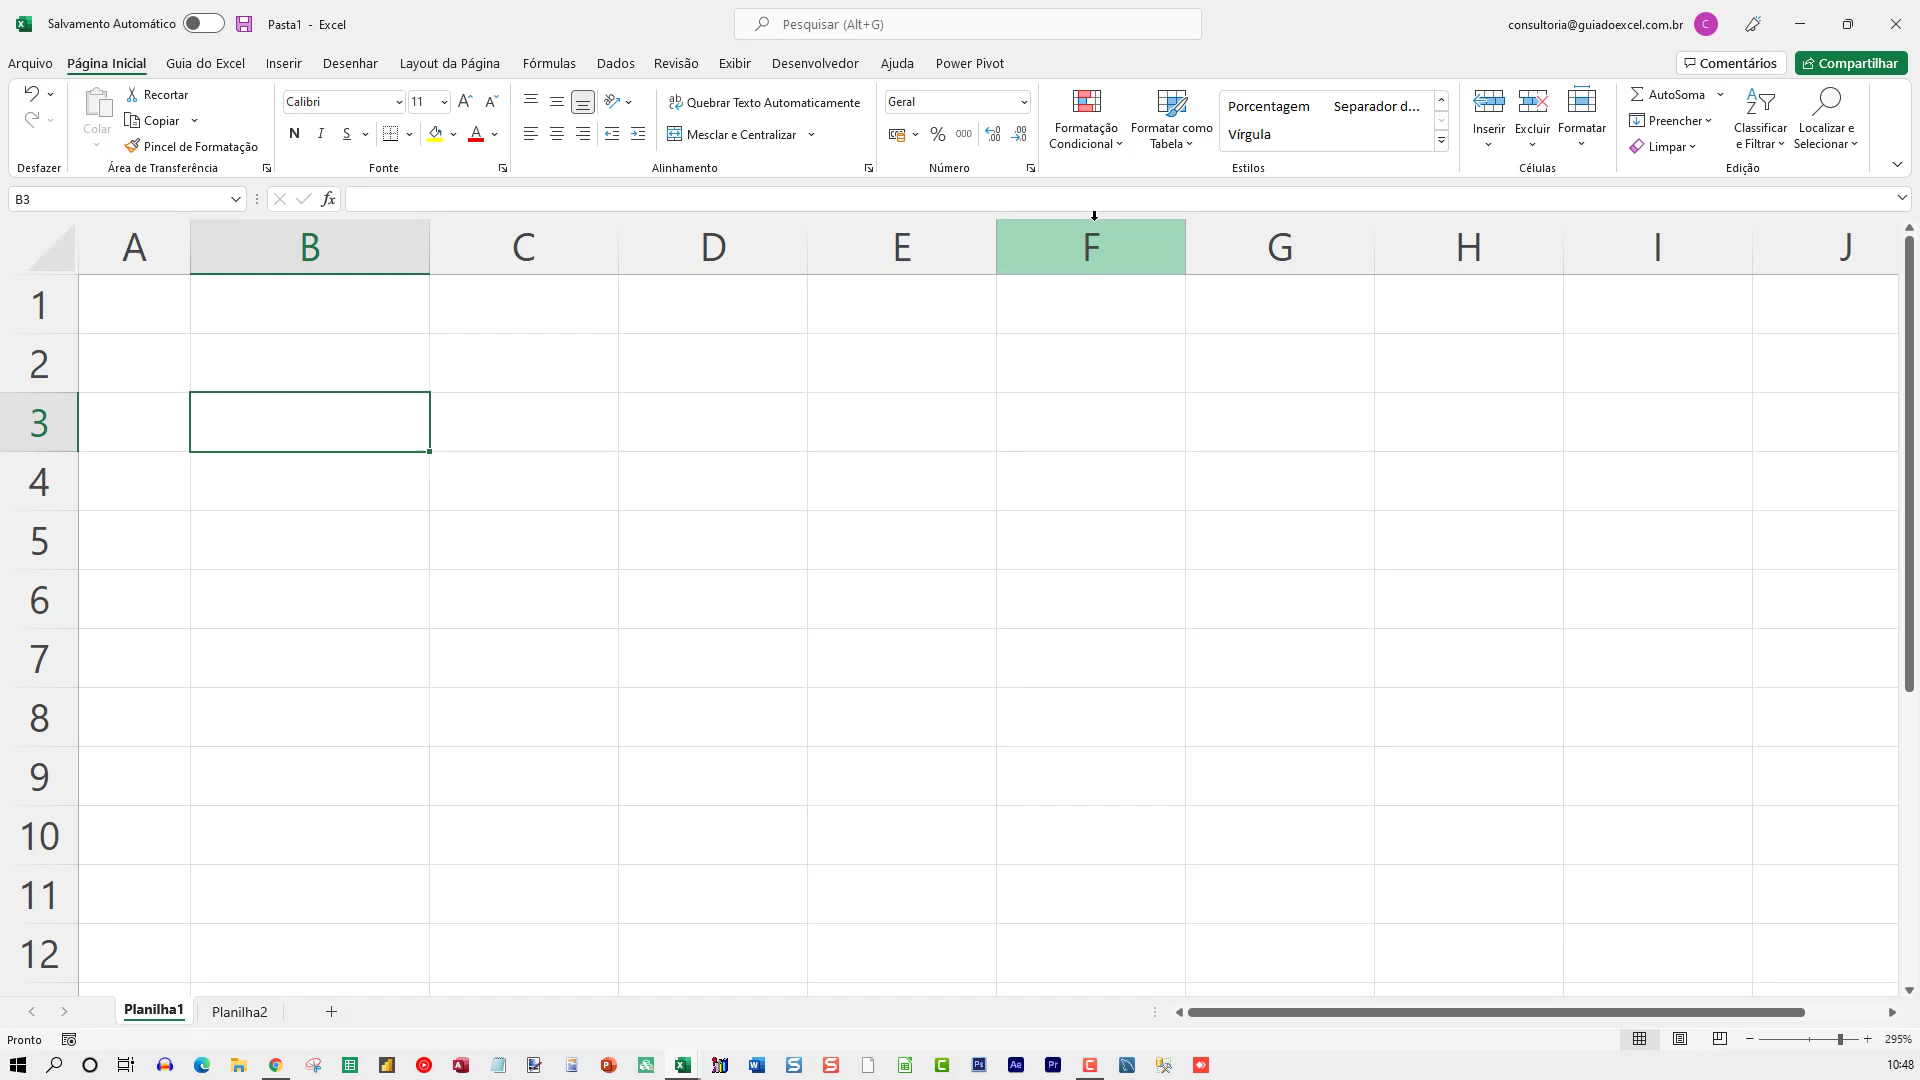 Salvamento Automático
Pasta1 - Excel
Pesquisar (Alt+G)
consultoria@guiadoexcel.com.br
C
Arquivo Página Inicial Guia do Excel Inserir Desenhar Layout da Página Fórmulas Dados Revisão Exibir Desenvolvedor Ajuda Power Pivot
Comentários
Compartilhar
Desfazer
Colar
Recortar
Copiar
Pincel de Formatação
Área de Transferência
Calibri 11
N I S
Fonte
Quebrar Texto Automaticamente
Mesclar e Centralizar
Alinhamento
Geral
% 000
Número
Formatação
Condicional
Formatar como
Tabela
Porcentagem Separador d...
Vírgula
Estilos
Inserir
Excluir
Formatar
Células
AutoSoma
Preencher
Limpar
Classificar
e Filtrar
Localizar e
Selecionar
Edição
B3
fx
A B C D E F G H I J
1
2
3
4
5
6
7
8
9
10
11
12
Planilha1 Planilha2
Pronto
295%
10:48